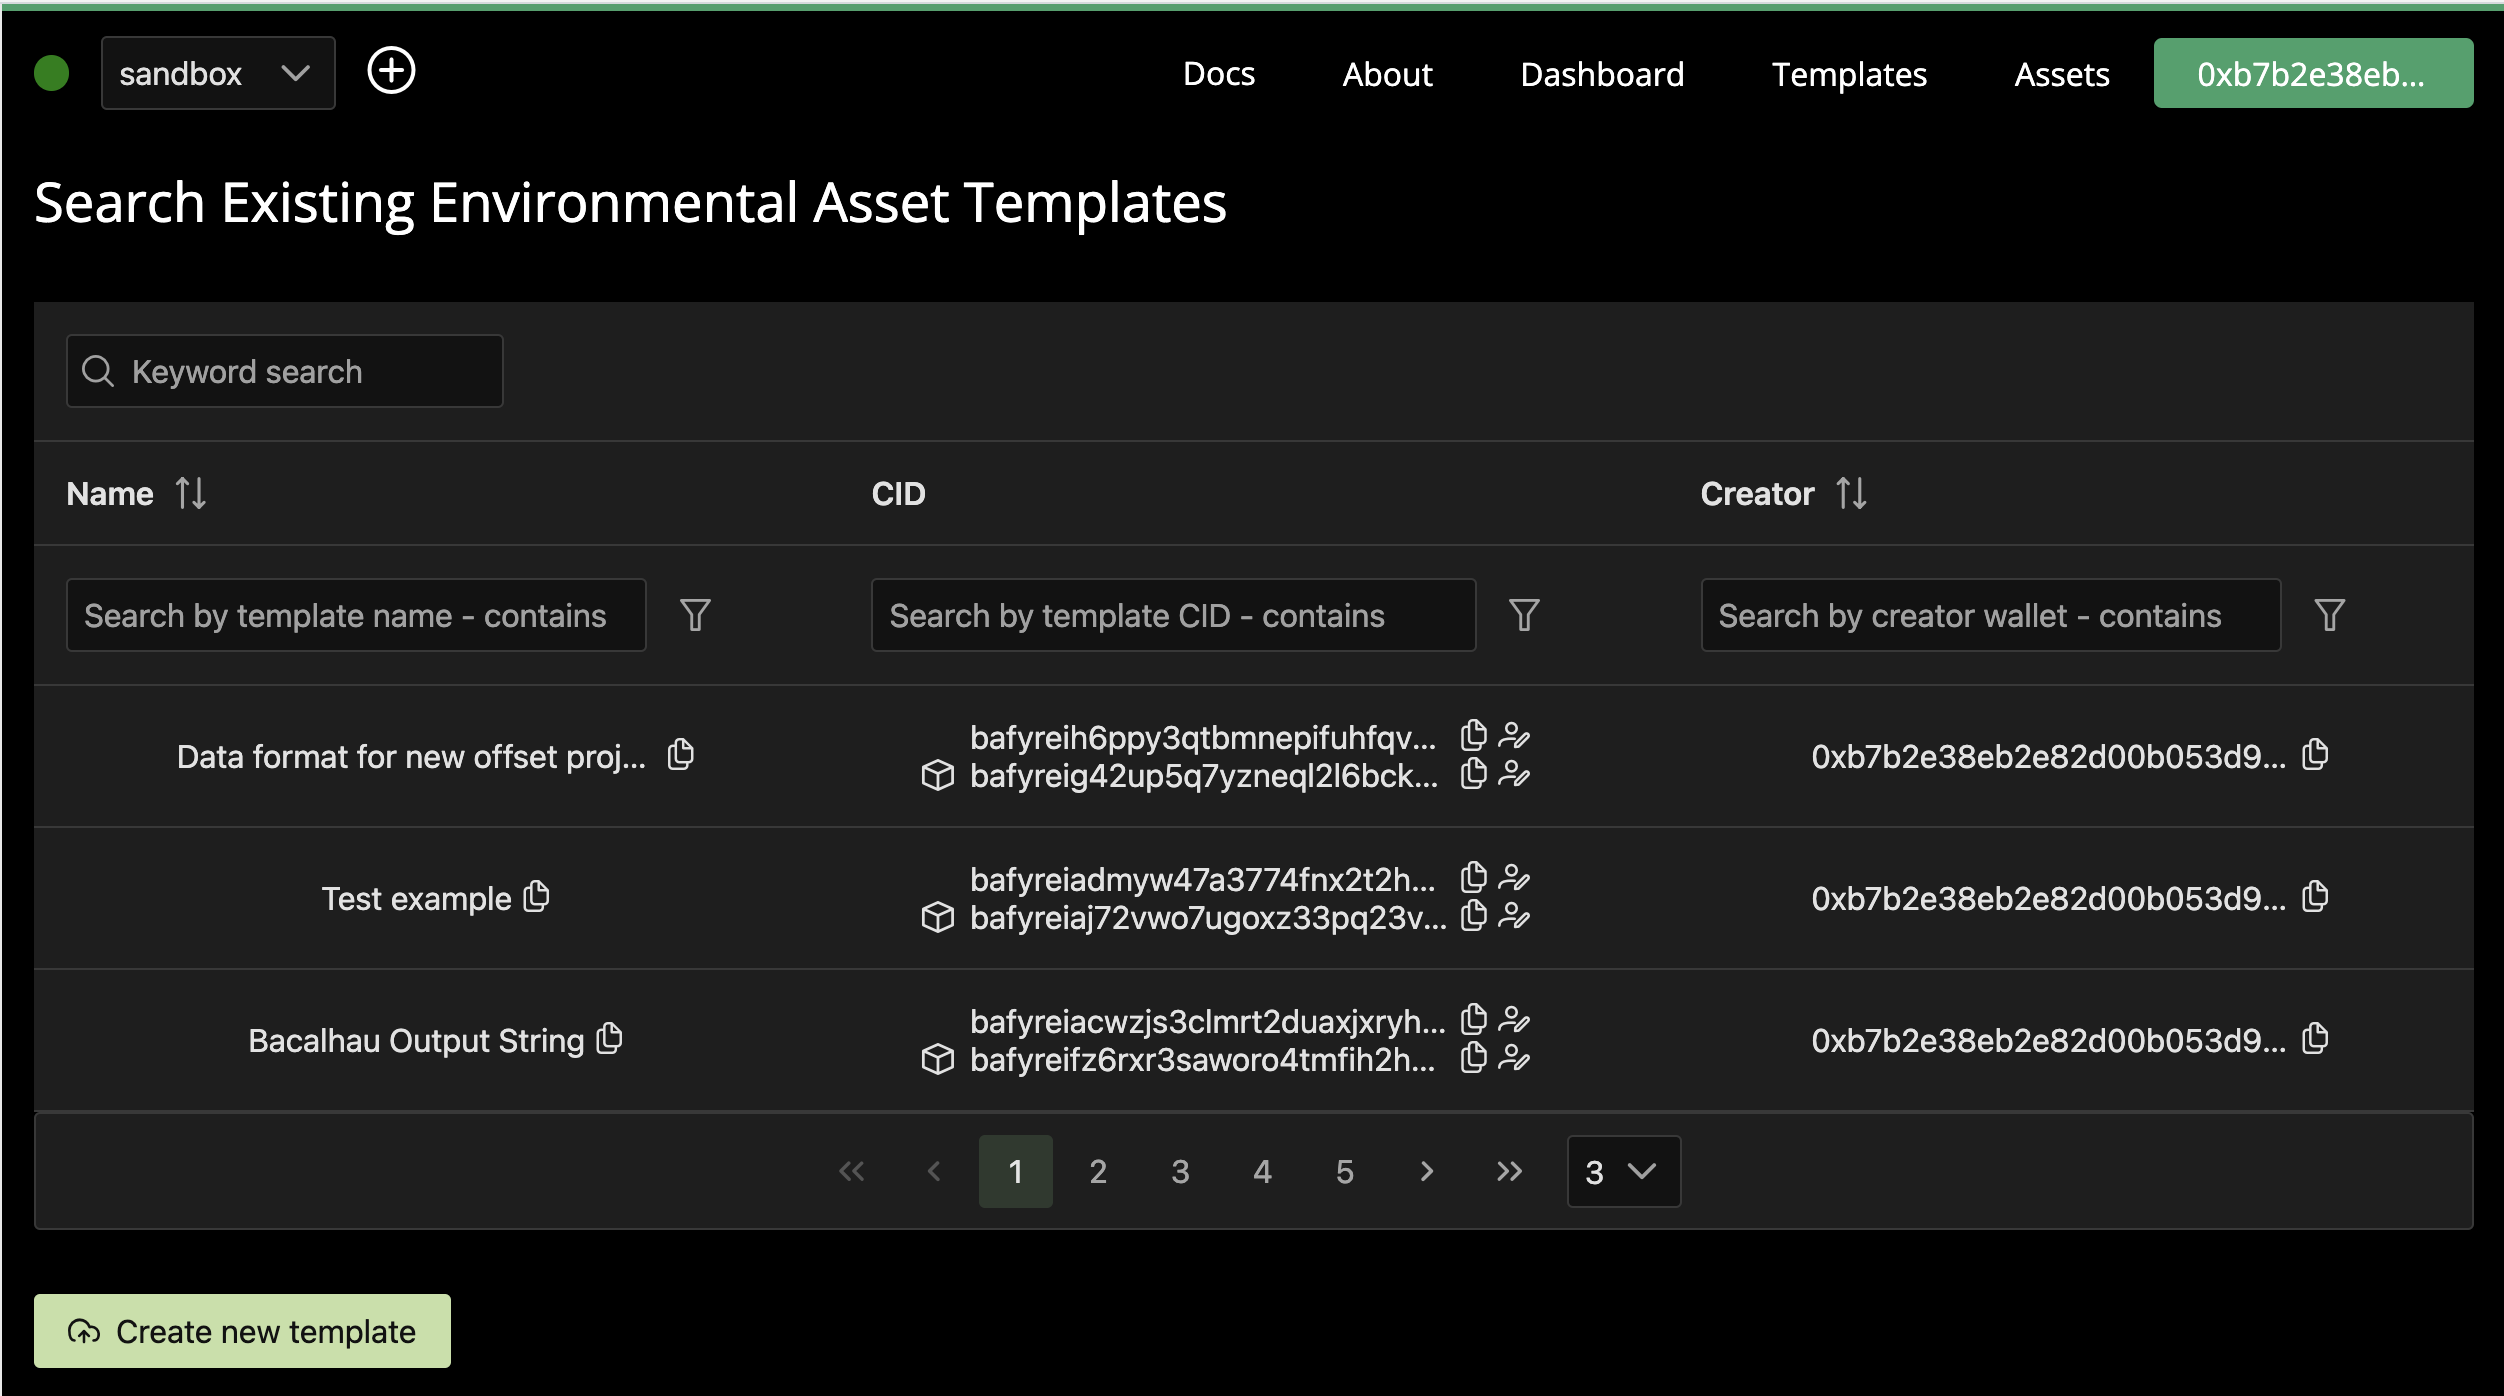 sandbox
Docs About Dashboard Templates Assets 0xb7b2e38eb...
Search Existing Environmental Asset Templates
Keyword search
Name CID Creator
Search by template name - contains Search by template CID - contains Search by creator wallet - contains
Data format for new offset proj...
bafyreih6ppy3qtbmnepifuhfqv...
bafyreig42up5q7yzneql2l6bck...
0xb7b2e38eb2e82d00b053d9...
Test example
bafyreiadmyw47a3774fnx2t2h...
bafyreiaj72vwo7ugoxz33pq23v...
0xb7b2e38eb2e82d00b053d9...
Bacalhau Output String
bafyreiacwzjs3clmrt2duaxjxryh...
bafyreifz6rxr3saworo4tmfih2h...
0xb7b2e38eb2e82d00b053d9...
1 2 3 4 5 3
Create new template